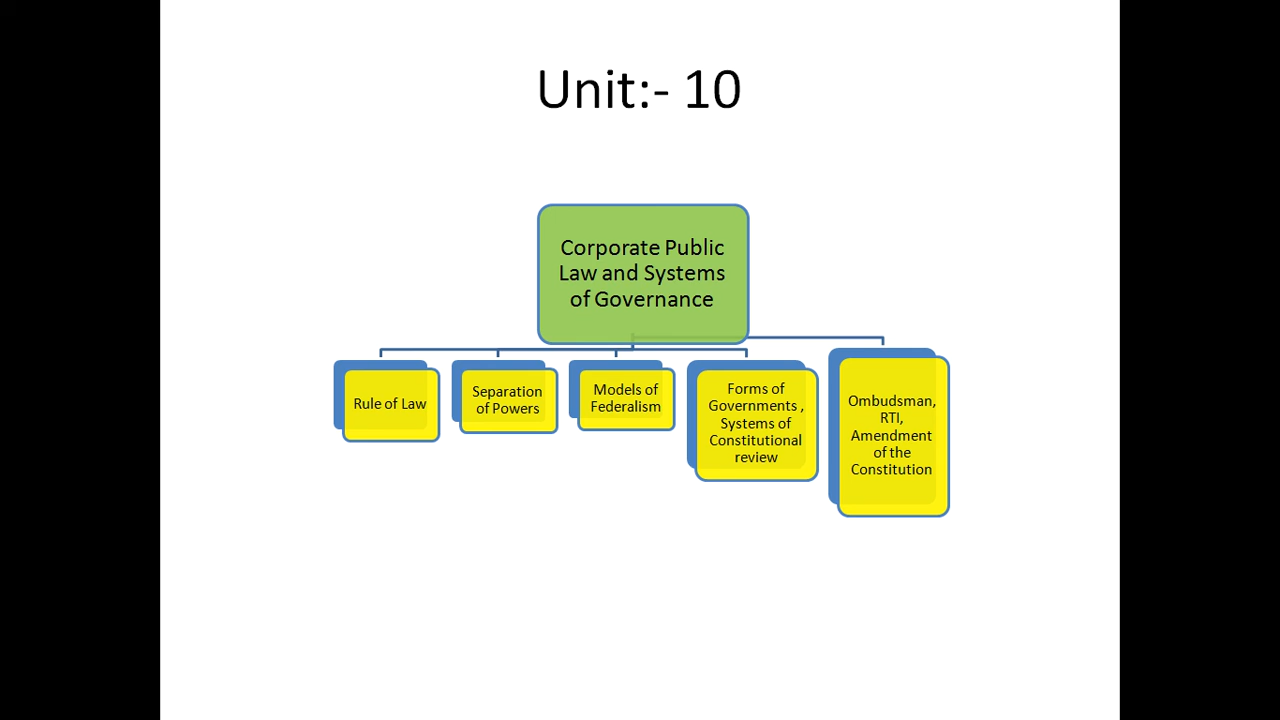 Unit:- 10
Corporate Public
Law and Systems
of Governance
Rule of Law
Separation
of Powers
Models of
Federalism
Forms of
Governments ,
Systems of
Constitutional
review
Ombudsman,
RTI,
Amendment
of the
Constitution